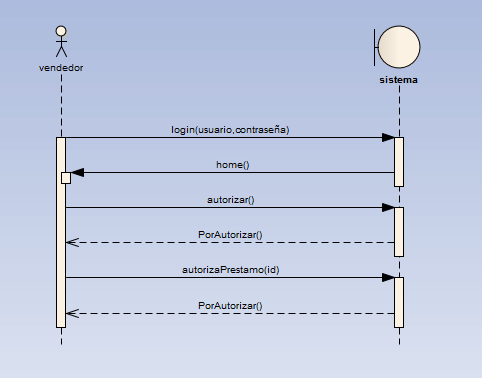 vendedor
sistema
login(usuario,contraseña)
home()
autorizar()
PorAutorizar()
autorizaPrestamo(id)
PorAutorizar()